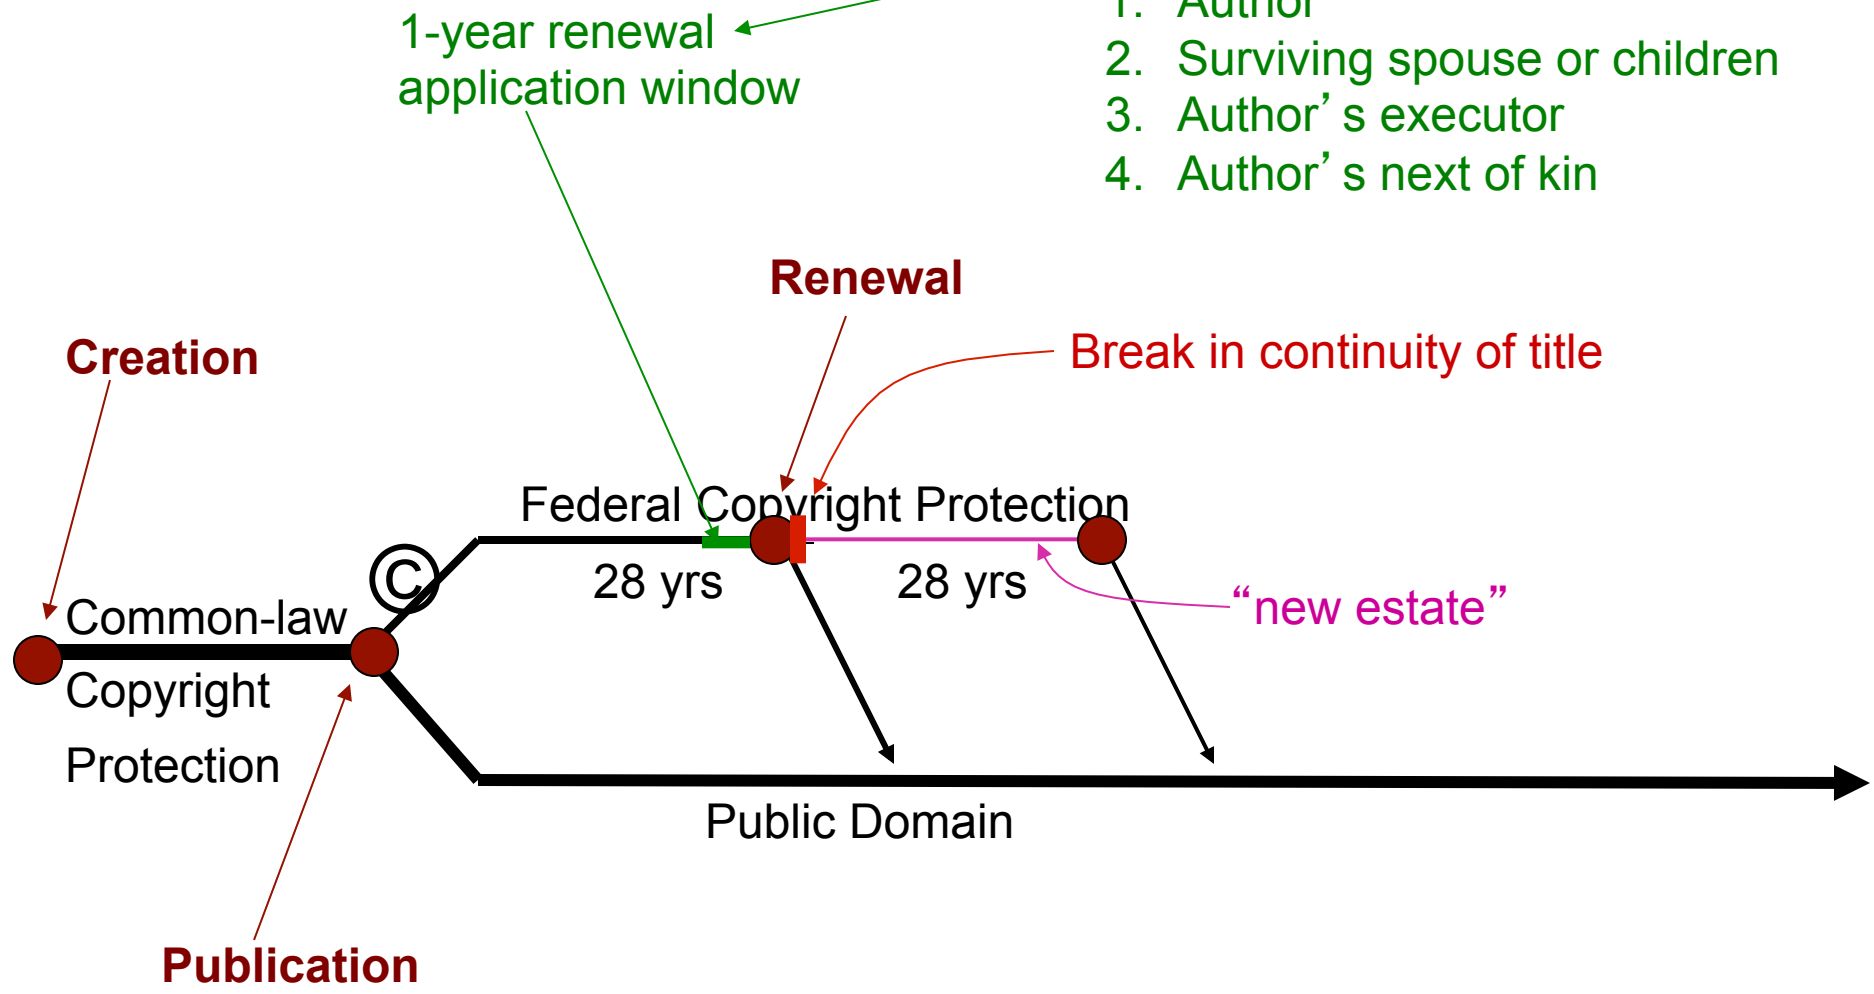 1. Author
1-year renewal
application window
2. Surviving spouse or children
3. Author’s executor
4. Author’s next of kin
Renewal
Creation
Break in continuity of title
Federal Copyright Protection
©
28 yrs
28 yrs
“new estate”
Common-law
Copyright
Protection
Public Domain
Publication